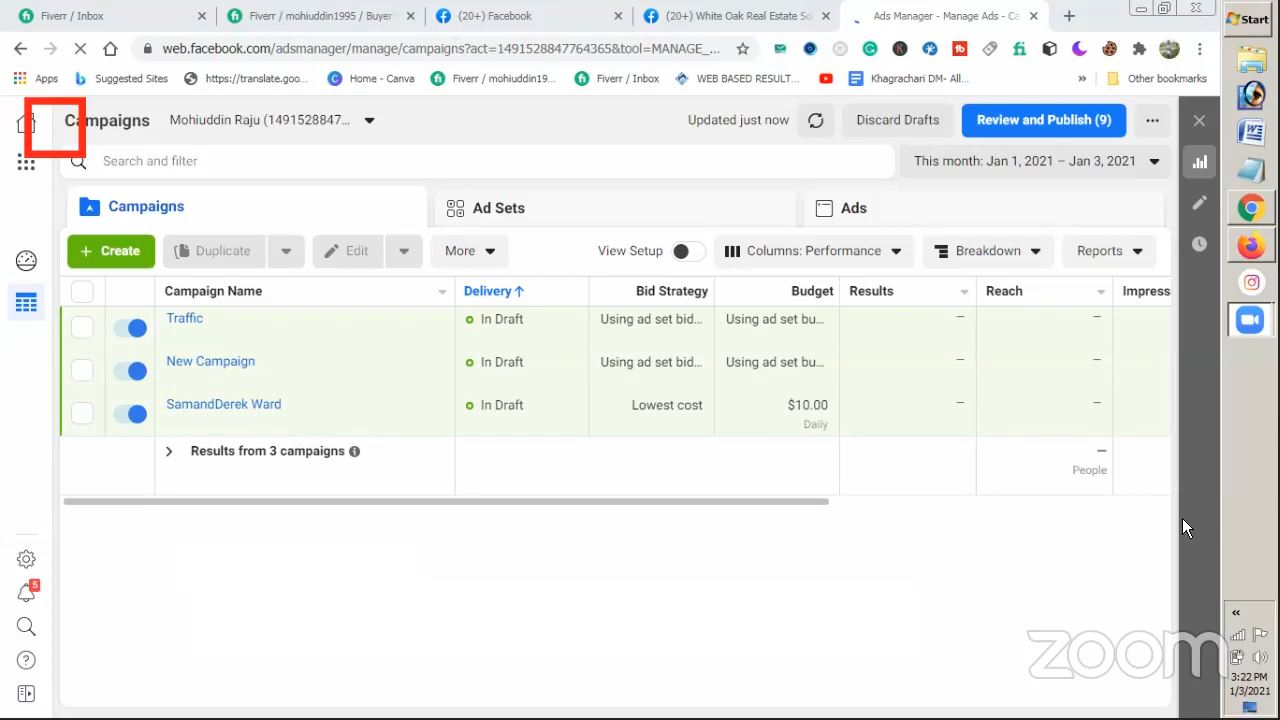 Fiverr / Inbox
Fiverr / mohiuddin1995 / Buyer
(20+) Facebook
(20+) White Oak Real Estate So
Ads Manager - Manage Ads - Ca
web.facebook.com/adsmanager/manage/campaigns?act=1491528847764365&tool=MANAGE_...
Apps
Suggested Sites
https://translate.goo...
Home - Canva
Fiverr / mohiuddin19...
Fiverr / Inbox
WEB BASED RESULT...
Khagrachari DM- All...
»
Other bookmarks
Start
Campaigns
Mohiuddin Raju (1491528847...
Updated just now
Discard Drafts
Review and Publish (9)
Search and filter
This month: Jan 1, 2021 – Jan 3, 2021
Campaigns
Ad Sets
Ads
+ Create
Duplicate
Edit
More
View Setup
Columns: Performance
Breakdown
Reports
Campaign Name
Delivery ↑
Bid Strategy
Budget
Results
Reach
Impress
Traffic
In Draft
Using ad set bid...
Using ad set bu...
—
—
New Campaign
In Draft
Using ad set bid...
Using ad set bu...
—
—
SamandDerek Ward
In Draft
Lowest cost
$10.00
—
—
Daily
Results from 3 campaigns
—
People
5
zoom
3:22 PM
1/3/2021